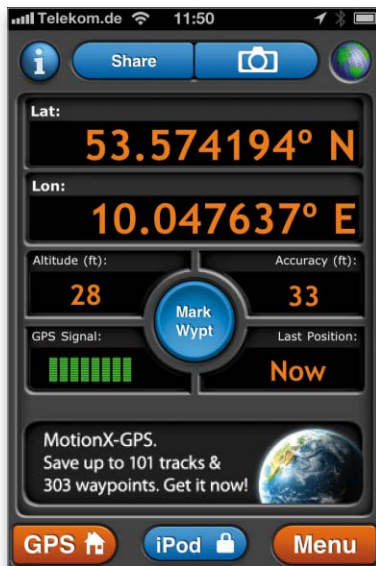 Telekom.de 11:50
i Share
Lat:
53.574194° N
Lon:
10.047637° E
Altitude (ft): Accuracy (ft):
28 33
Mark
Wypt
GPS Signal: Last Position:
Now
MotionX-GPS.
Save up to 101 tracks &
303 waypoints. Get it now!
GPS iPod Menu